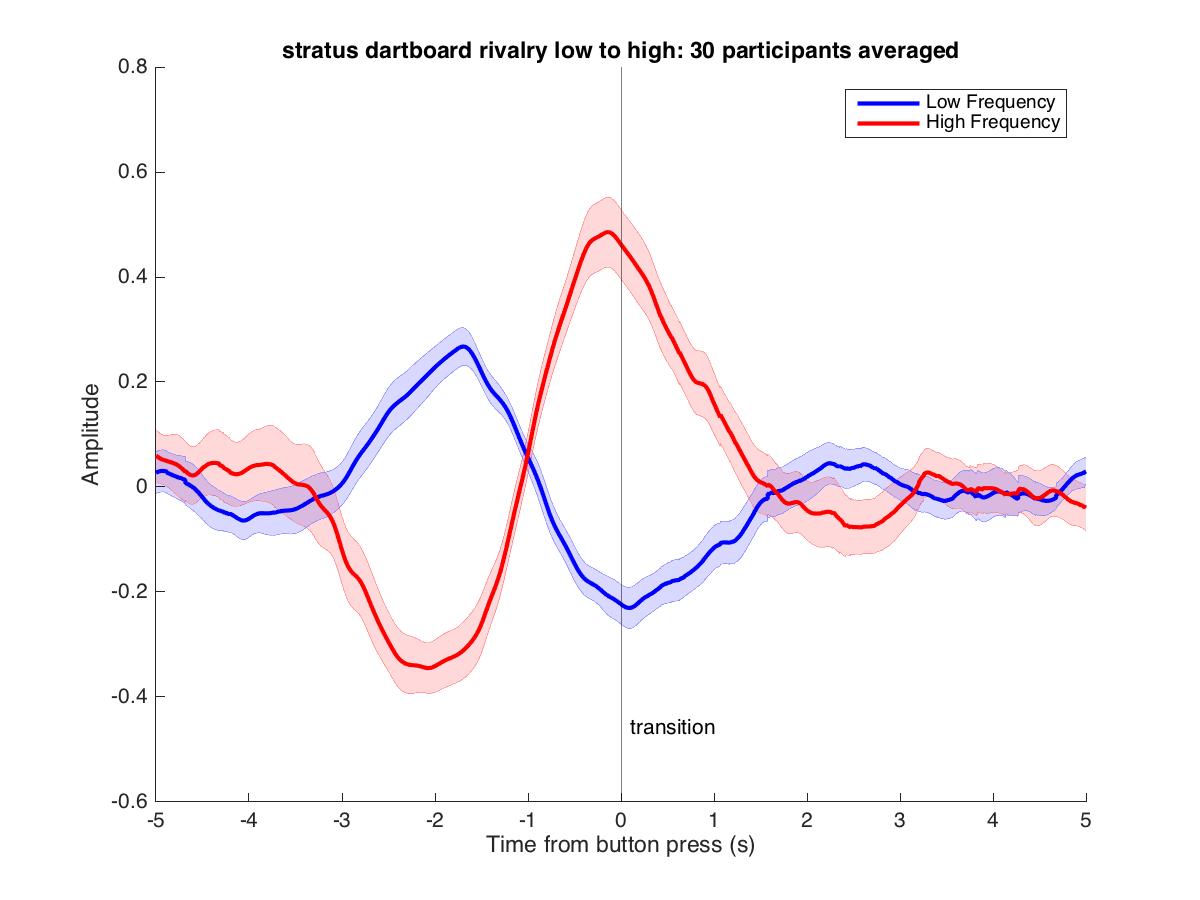 stratus dartboard rivalry low to high: 30 participants averaged
Low Frequency
High Frequency
Amplitude
0.8
0.6
0.4
0.2
0
-0.2
-0.4
-0.6
transition
-5 -4 -3 -2 -1 0 1 2 3 4 5
Time from button press (s)